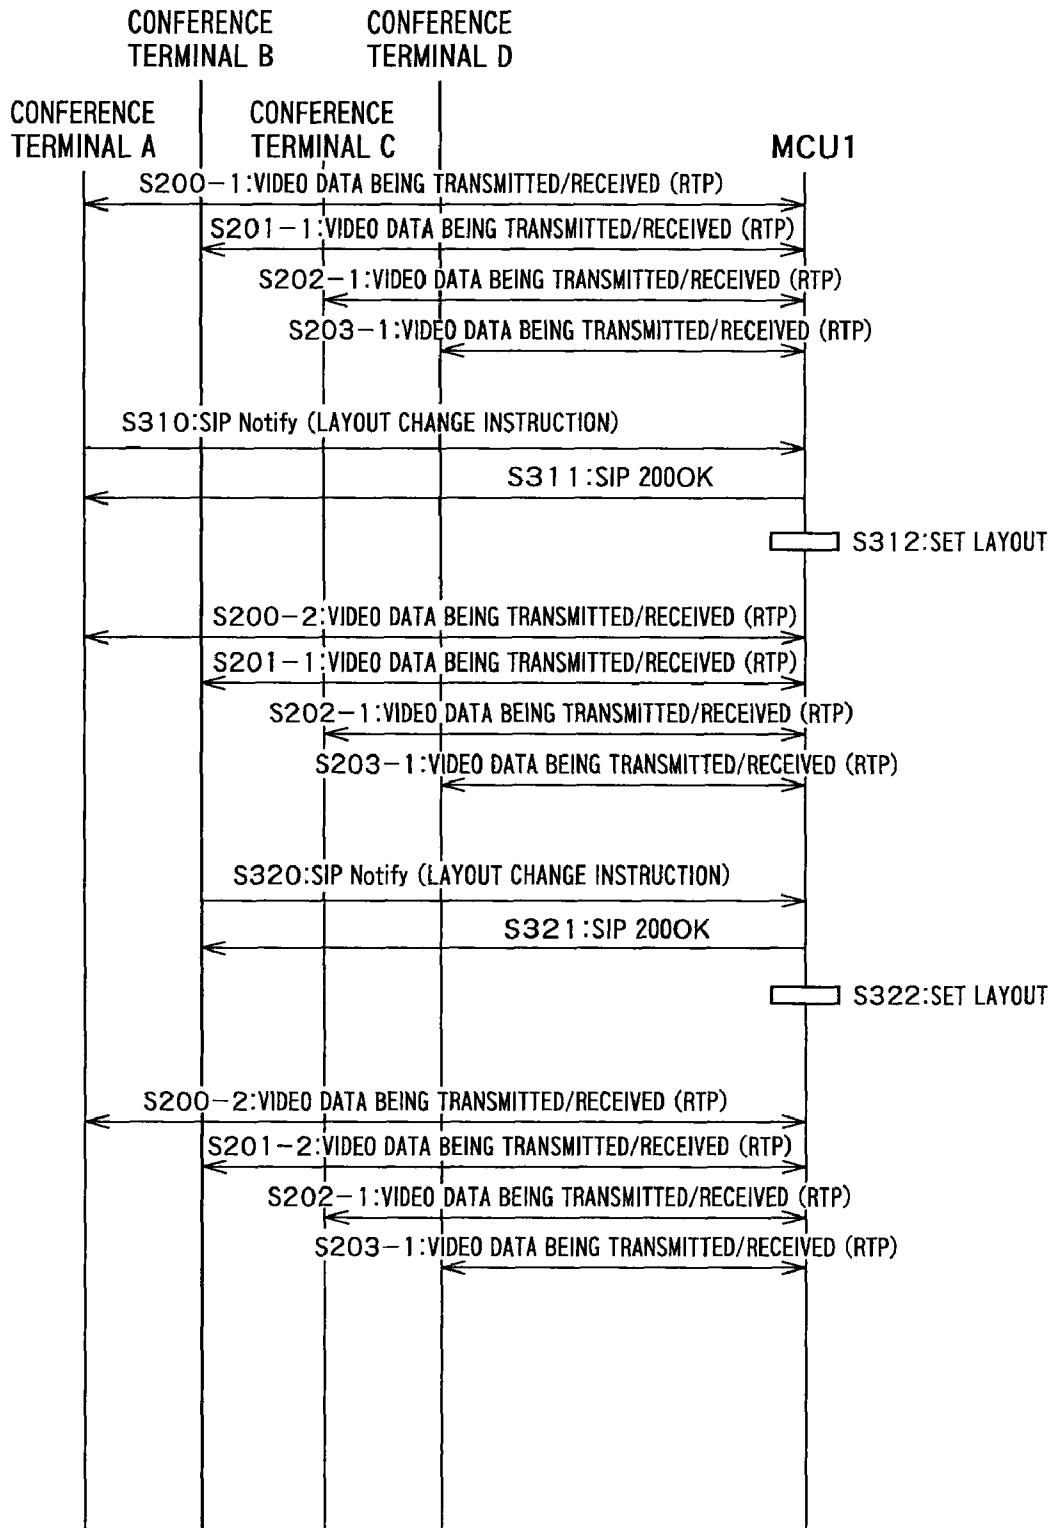 CONFERENCE
TERMINAL B
CONFERENCE
TERMINAL D
CONFERENCE
TERMINAL A
CONFERENCE
TERMINAL C
MCU1
S200-1:VIDEO DATA BEING TRANSMITTED/RECEIVED (RTP)
S201-1:VIDEO DATA BEING TRANSMITTED/RECEIVED (RTP)
S202-1:VIDEO DATA BEING TRANSMITTED/RECEIVED (RTP)
S203-1:VIDEO DATA BEING TRANSMITTED/RECEIVED (RTP)
S310:SIP Notify (LAYOUT CHANGE INSTRUCTION)
S311:SIP 200OK
S312:SET LAYOUT
S200-2:VIDEO DATA BEING TRANSMITTED/RECEIVED (RTP)
S201-1:VIDEO DATA BEING TRANSMITTED/RECEIVED (RTP)
S202-1:VIDEO DATA BEING TRANSMITTED/RECEIVED (RTP)
S203-1:VIDEO DATA BEING TRANSMITTED/RECEIVED (RTP)
S320:SIP Notify (LAYOUT CHANGE INSTRUCTION)
S321:SIP 200OK
S322:SET LAYOUT
S200-2:VIDEO DATA BEING TRANSMITTED/RECEIVED (RTP)
S201-2:VIDEO DATA BEING TRANSMITTED/RECEIVED (RTP)
S202-1:VIDEO DATA BEING TRANSMITTED/RECEIVED (RTP)
S203-1:VIDEO DATA BEING TRANSMITTED/RECEIVED (RTP)